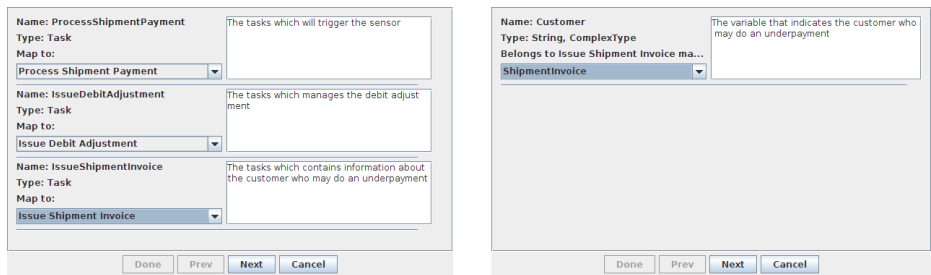 Name: ProcessShipmentPayment
The tasks which will trigger the sensor
Type: Task
Map to:
Process Shipment Payment
Name: IssueDebitAdjustment
The tasks which manages the debit adjust
ment
Type: Task
Map to:
Issue Debit Adjustment
Name: IssueShipmentInvoice
The tasks which contains information about
the customer who may do an underpayment
Type: Task
Map to:
Issue Shipment Invoice
Done Prev Next Cancel
Name: Customer
The variable that indicates the customer who
may do an underpayment
Type: String, ComplexType
Belongs to Issue Shipment Invoice ma...
ShipmentInvoice
Done Prev Next Cancel